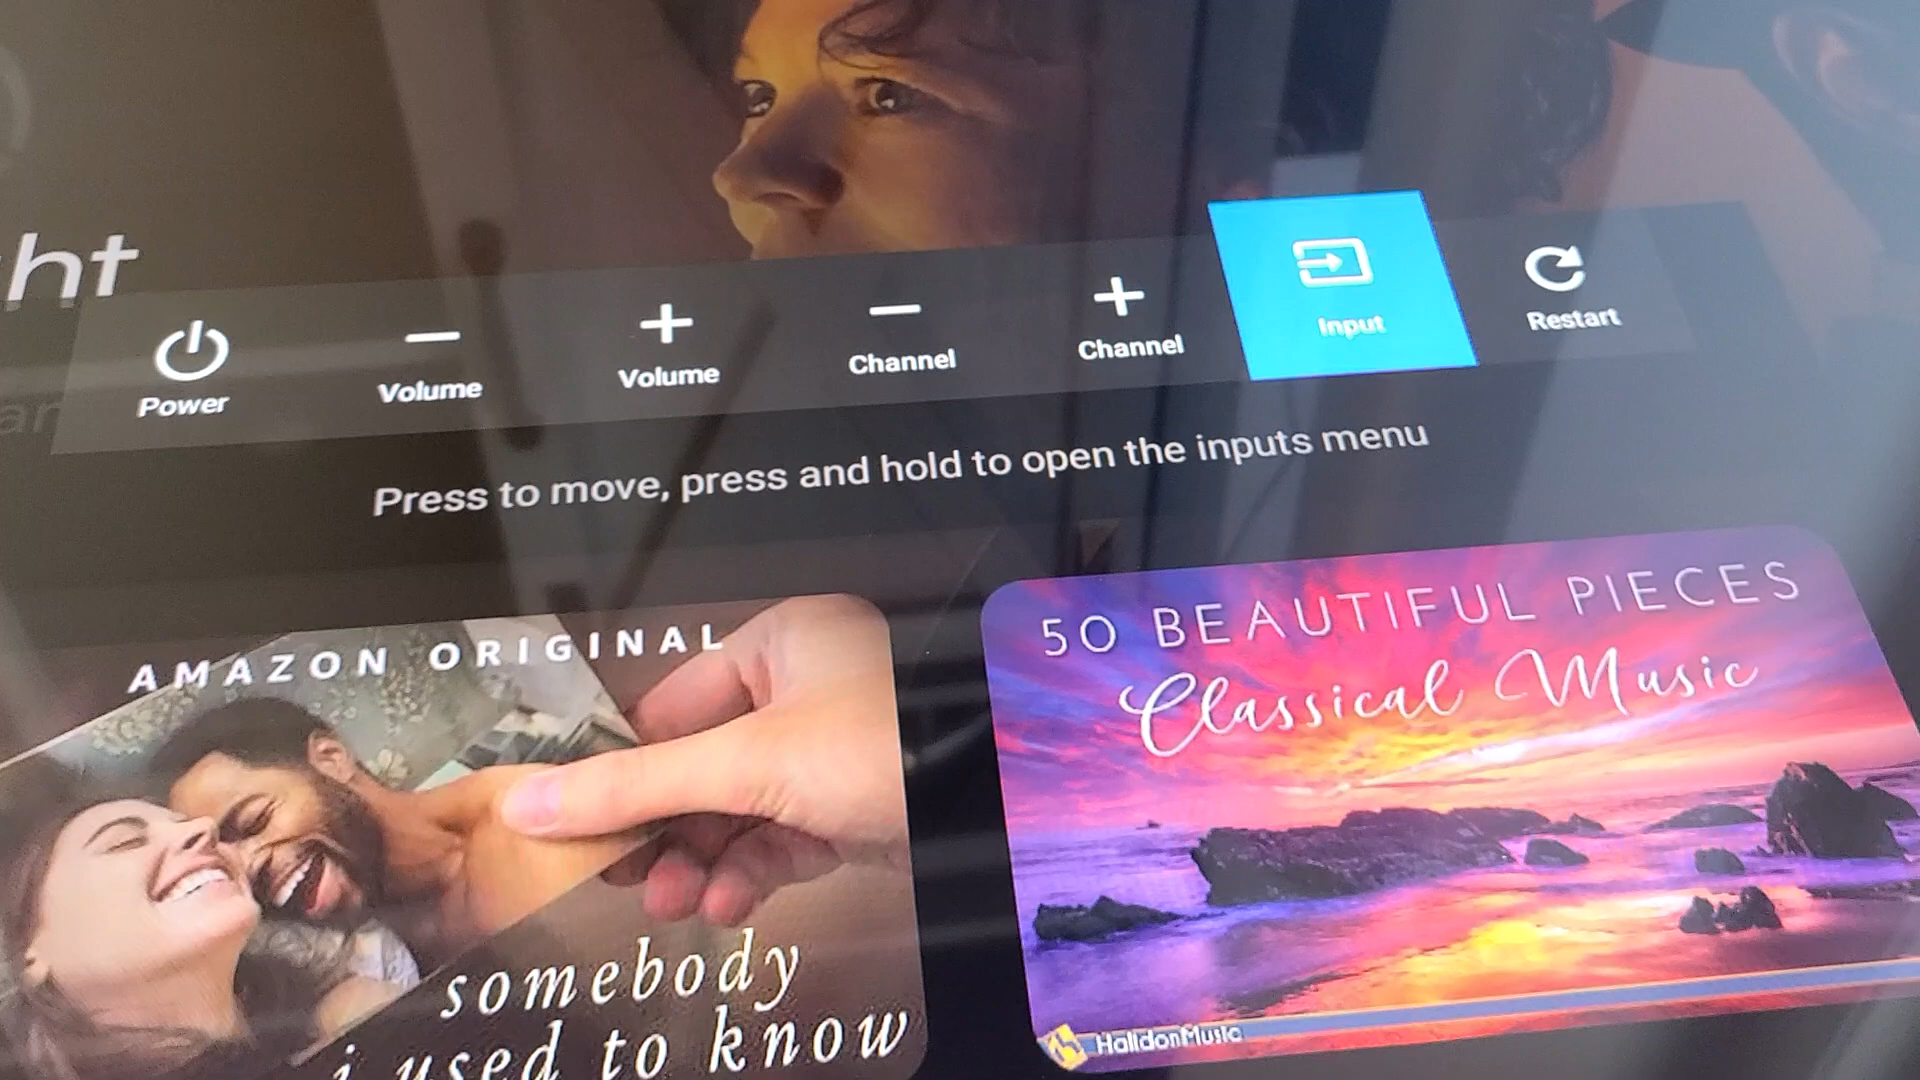 ht
ar
Power
Volume
Volume
Channel
Channel
Input
Restart
Press to move, press and hold to open the inputs menu
AMAZON ORIGINAL
somebody
i used to know
50 BEAUTIFUL PIECES
Classical Music
HalidonMusic